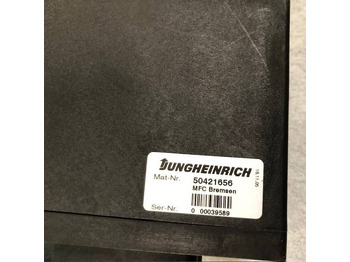 JUNGHEINRICH
Mat-Nr. 50421656
MFC Bremsen
Ser-Nr. 0 00039589